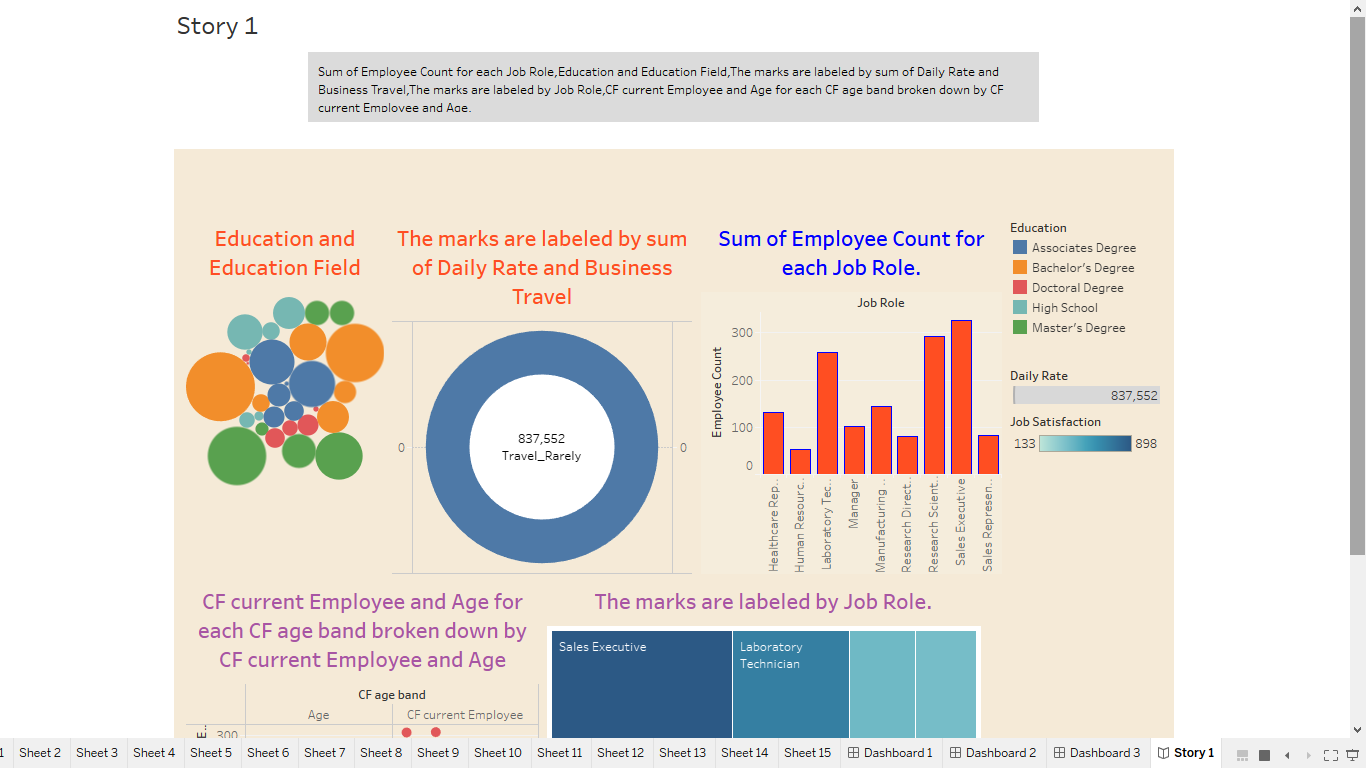 Story 1
Sum of Employee Count for each Job Role,Education and Education Field,The marks are labeled by sum of Daily Rate and
Business Travel,The marks are labeled by Job Role,CF current Employee and Age for each CF age band broken down by CF
current Employee and Age.
Education and
Education Field
The marks are labeled by sum
of Daily Rate and Business
Travel
0
837,552
Travel_Rarely
0
Sum of Employee Count for
each Job Role.
Job Role
Employee Count
300
200
100
0
Healthcare Rep..
Human Resourc..
Laboratory Tec..
Manager
Manufacturing ..
Research Direct..
Research Scient..
Sales Executive
Sales Represen..
Education
Associates Degree
Bachelor's Degree
Doctoral Degree
High School
Master's Degree
Daily Rate
837,552
Job Satisfaction
133 898
CF current Employee and Age for
each CF age band broken down by
CF current Employee and Age
CF age band
Age CF current Employee
E..
300
The marks are labeled by Job Role.
Sales Executive
Laboratory
Technician
1 Sheet 2 Sheet 3 Sheet 4 Sheet 5 Sheet 6 Sheet 7 Sheet 8 Sheet 9 Sheet 10 Sheet 11 Sheet 12 Sheet 13 Sheet 14 Sheet 15 Dashboard 1 Dashboard 2 Dashboard 3 Story 1